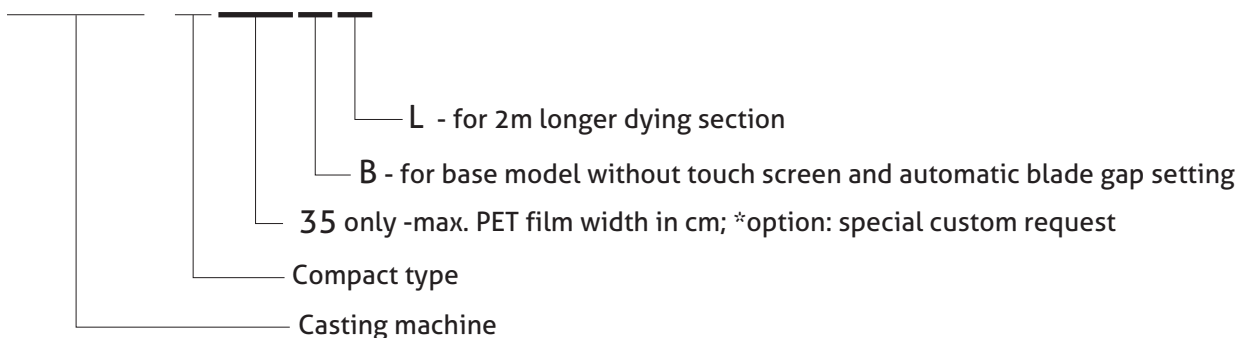 L - for 2m longer dying section
B - for base model without touch screen and automatic blade gap setting
35 only -max. PET film width in cm; *option: special custom request
Compact type
Casting machine